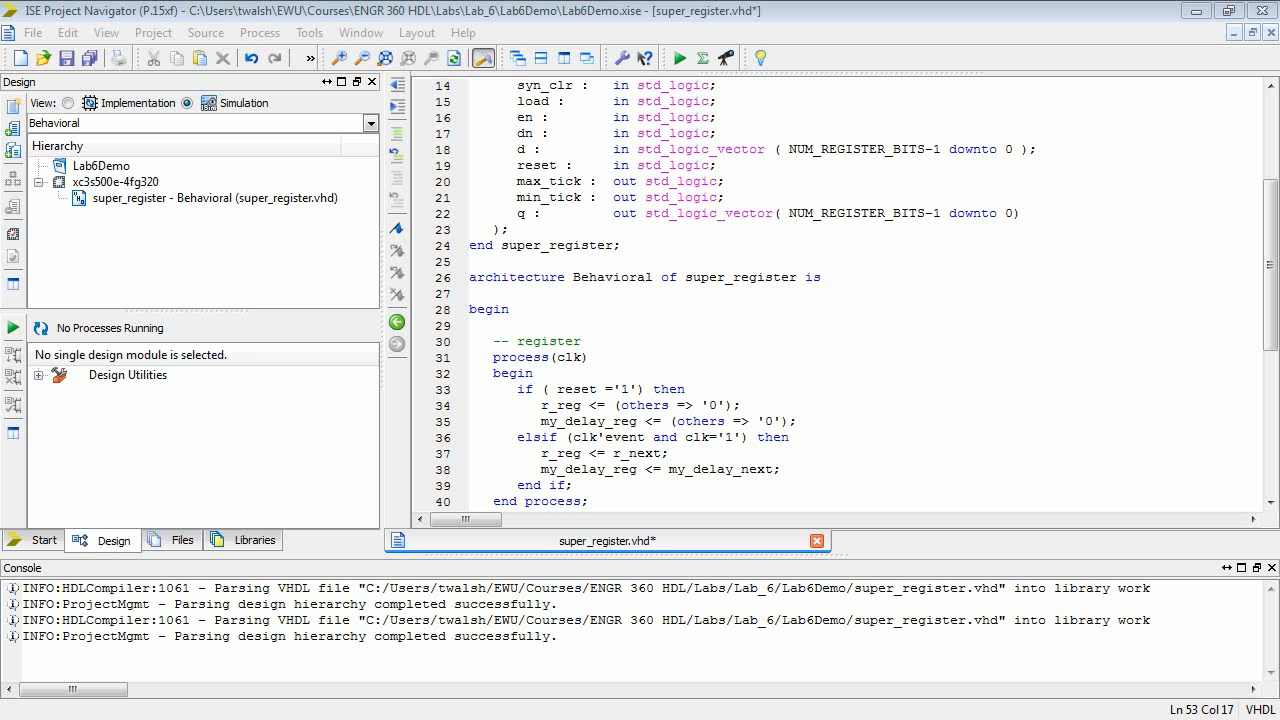 ISE Project Navigator (P.15xf) - C:\Users\twalsh\EWU\Courses\ENGR 360 HDL\Labs\Lab_6\Lab6Demo\Lab6Demo.xise - [super_register.vhd*]
File Edit View Project Source Process Tools Window Layout Help
»
Design
View: Implementation Simulation
Behavioral
Hierarchy
Lab6Demo
xc3s500e-4fg320
super_register - Behavioral (super_register.vhd)
No Processes Running
No single design module is selected.
Design Utilities
14 syn_clr : in std_logic;
15 load : in std_logic;
16 en : in std_logic;
17 dn : in std_logic;
18 d : in std_logic_vector ( NUM_REGISTER_BITS-1 downto 0 );
19 reset : in std_logic;
20 max_tick : out std_logic;
21 min_tick : out std_logic;
22 q : out std_logic_vector( NUM_REGISTER_BITS-1 downto 0)
23 );
24 end super_register;
25
26 architecture Behavioral of super_register is
27
28 begin
29
30 -- register
31 process(clk)
32 begin
33 if ( reset ='1') then
34 r_reg <= (others => '0');
35 my_delay_reg <= (others => '0');
36 elsif (clk'event and clk='1') then
37 r_reg <= r_next;
38 my_delay_reg <= my_delay_next;
39 end if;
40 end process;
Start Design Files Libraries
super_register.vhd*
Console
INFO:HDLCompiler:1061 - Parsing VHDL file "C:/Users/twalsh/EWU/Courses/ENGR 360 HDL/Labs/Lab_6/Lab6Demo/super_register.vhd" into library work
INFO:ProjectMgmt - Parsing design hierarchy completed successfully.
INFO:HDLCompiler:1061 - Parsing VHDL file "C:/Users/twalsh/EWU/Courses/ENGR 360 HDL/Labs/Lab_6/Lab6Demo/super_register.vhd" into library work
INFO:ProjectMgmt - Parsing design hierarchy completed successfully.
Ln 53 Col 17 VHDL